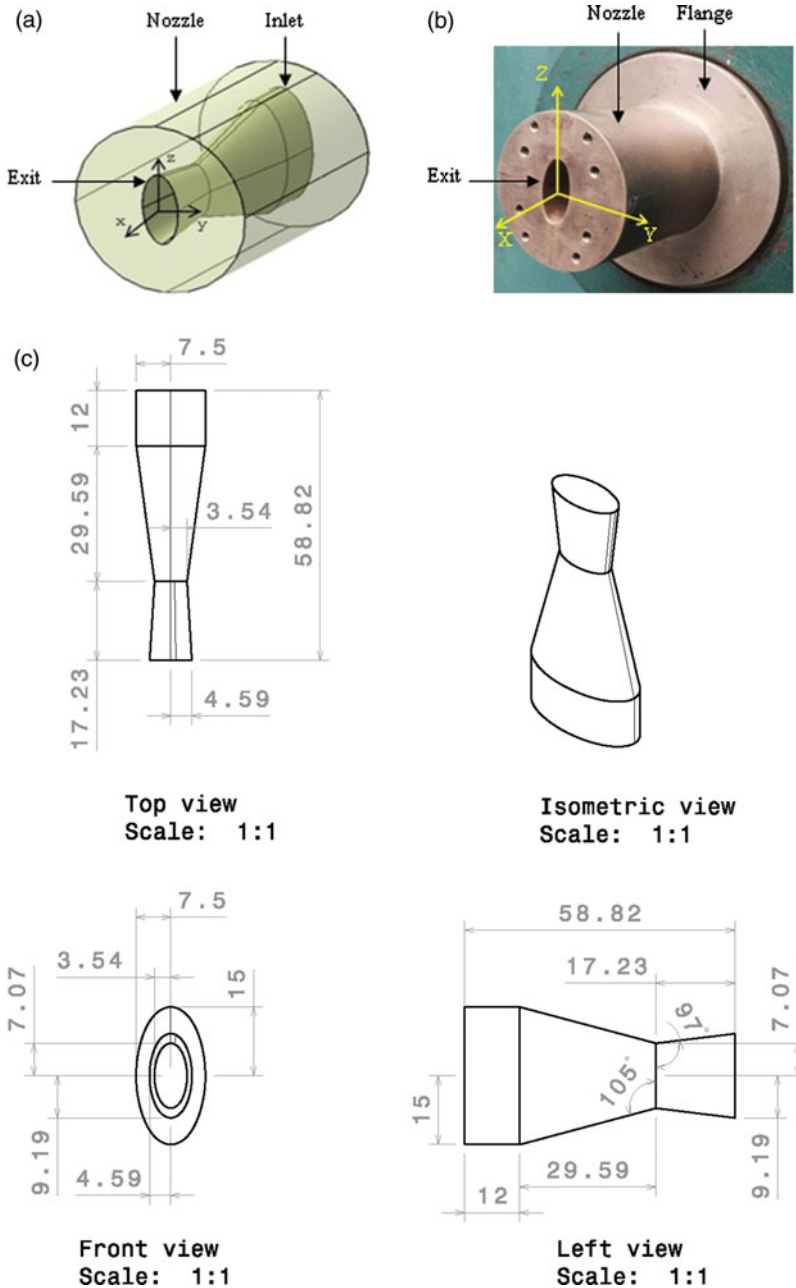 (a)
Nozzle
Inlet
Exit
z
x
y
(b)
Nozzle
Flange
Z
Exit
X
Y
(c)
7.5
12
29.59
3.54
58.82
17.23
4.59
Top view
Scale: 1:1
Isometric view
Scale: 1:1
7.5
3.54
7.07
15
9.19
4.59
Front view
Scale: 1:1
58.82
17.23
7.07
97°
105°
15
29.59
12
9.19
Left view
Scale: 1:1